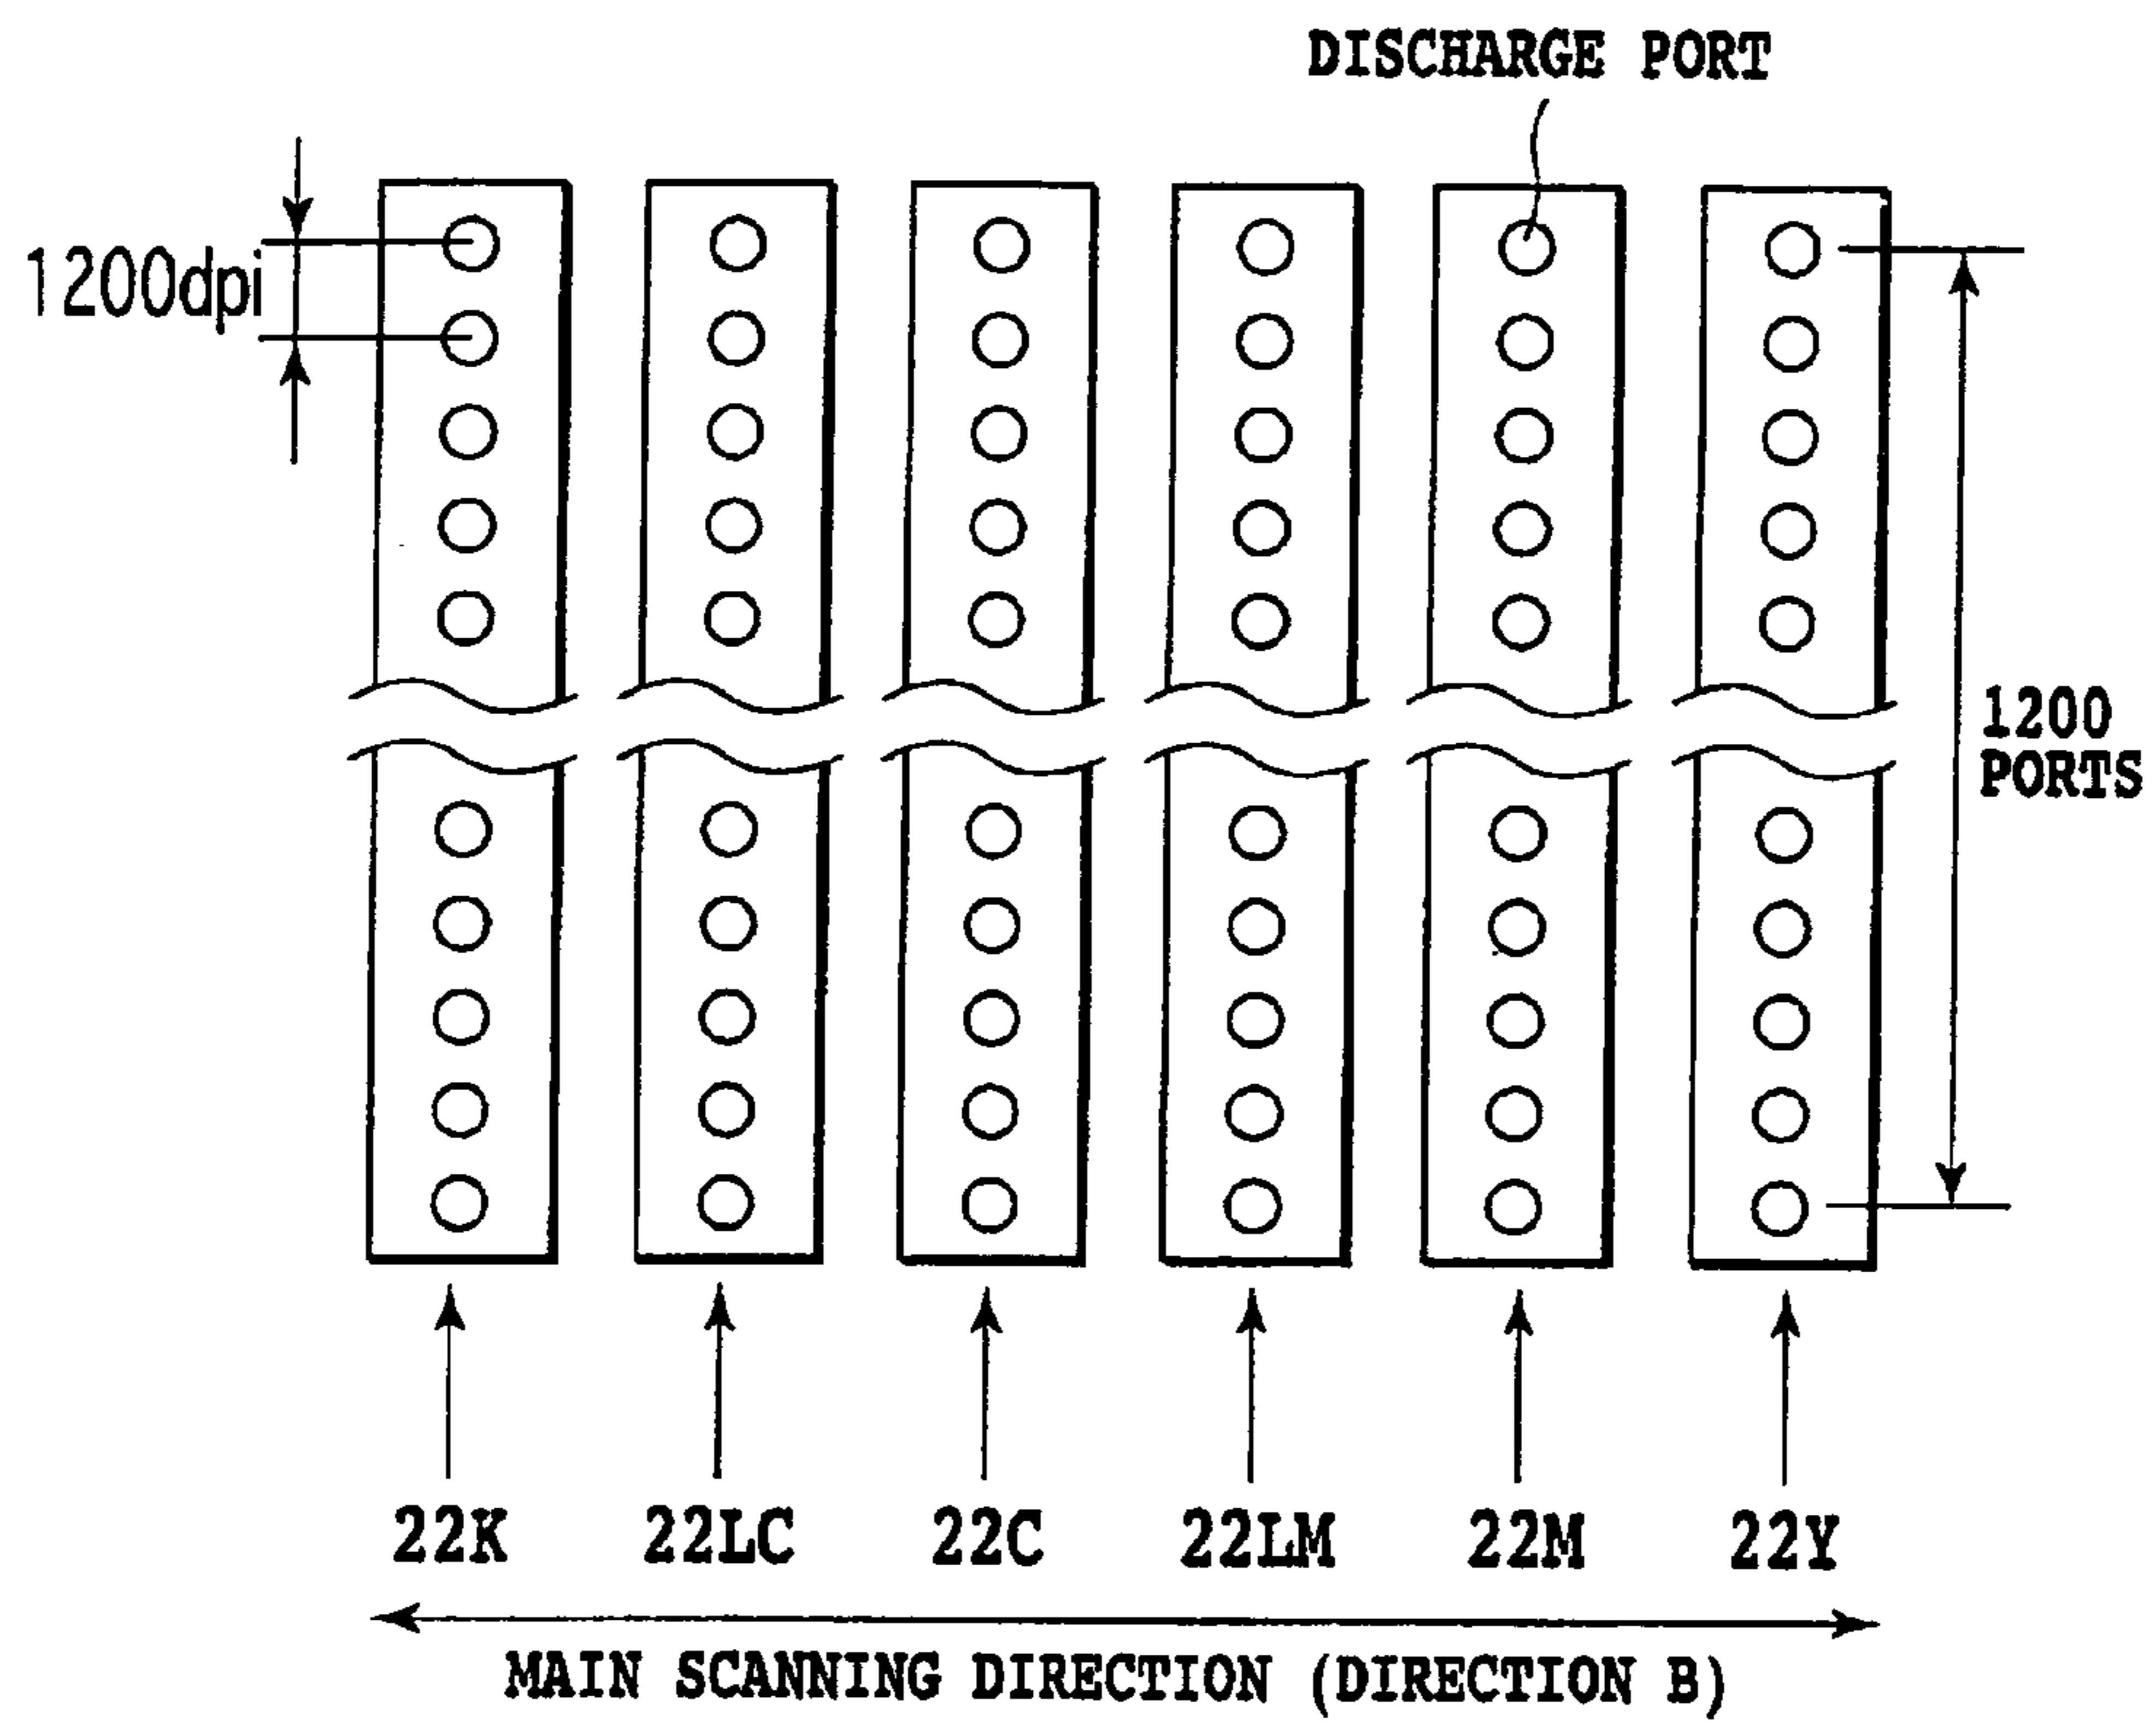 DISCHARGE PORT
1200dpi
1200
PORTS
22K 22LC 22C 22LM 22M 22Y
MAIN SCANNING DIRECTION (DIRECTION B)